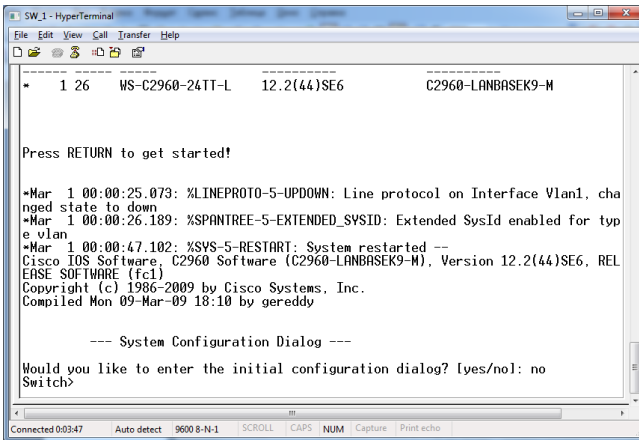 SW_1 - HyperTerminal
File Edit View Call Transfer Help
------ ----- ----- ---------- ----------
* 1 26 WS-C2960-24TT-L 12.2(44)SE6 C2960-LANBASEK9-M
Press RETURN to get started!
*Mar 1 00:00:25.073: %LINEPROTO-5-UPDOWN: Line protocol on Interface Vlan1, cha
nged state to down
*Mar 1 00:00:26.189: %SPANTREE-5-EXTENDED_SYSID: Extended SysId enabled for typ
e vlan
*Mar 1 00:00:47.102: %SYS-5-RESTART: System restarted --
Cisco IOS Software, C2960 Software (C2960-LANBASEK9-M), Version 12.2(44)SE6, REL
EASE SOFTWARE (fc1)
Copyright (c) 1986-2009 by Cisco Systems, Inc.
Compiled Mon 09-Mar-09 18:10 by gereddy
--- System Configuration Dialog ---
Would you like to enter the initial configuration dialog? [yes/no]: no
Switch>
Connected 0:03:47 Auto detect 9600 8-N-1 SCROLL CAPS NUM Capture Print echo